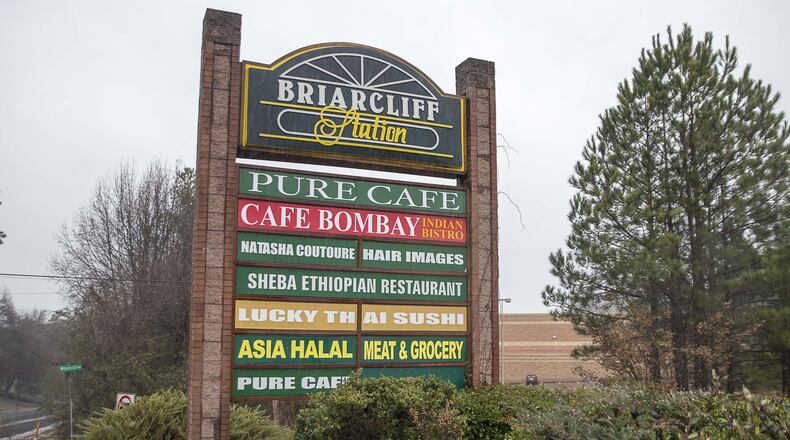 BRIARCLIFF
Station
PURE CAFE
CAFE BOMBAY INDIAN BISTRO
NATASHA COUTOURE HAIR IMAGES
SHEBA ETHIOPIAN RESTAURANT
LUCKY TH AI SUSHI
ASIA HALAL MEAT & GROCERY
PURE CAFE